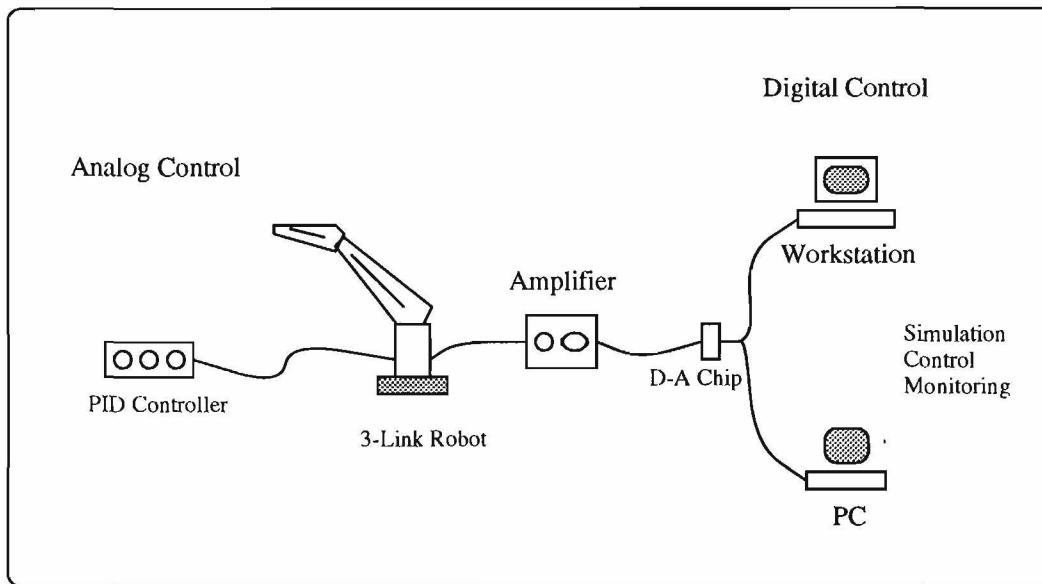 Digital Control
Analog Control
Workstation
Amplifier
Simulation
Control
Monitoring
D-A Chip
PID Controller
3-Link Robot
PC